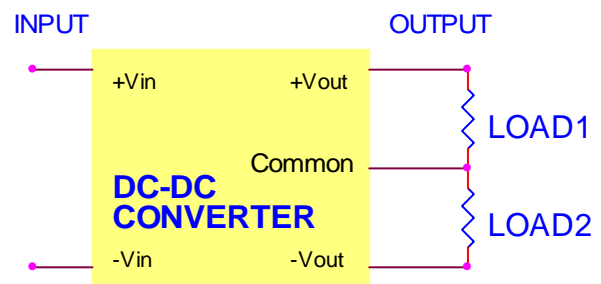 INPUT OUTPUT
+Vin +Vout
LOAD1
Common
DC-DC
CONVERTER
LOAD2
-Vin -Vout